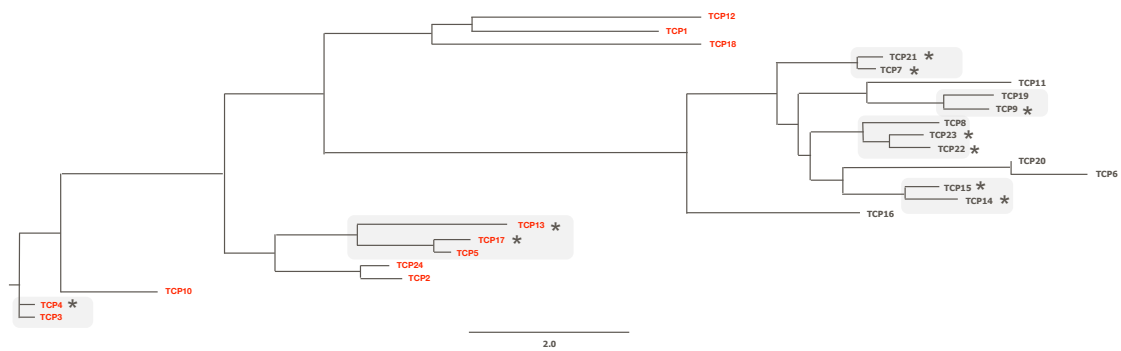 TCP12
TCP1
TCP18
TCP21 *
TCP7 *
TCP11
TCP19
TCP9 *
TCP8
TCP23 *
TCP22 *
TCP20
TCP6
TCP15 *
TCP14 *
TCP16
TCP13 *
TCP17 *
TCP5
TCP24
TCP2
TCP10
TCP4 *
TCP3
2.0